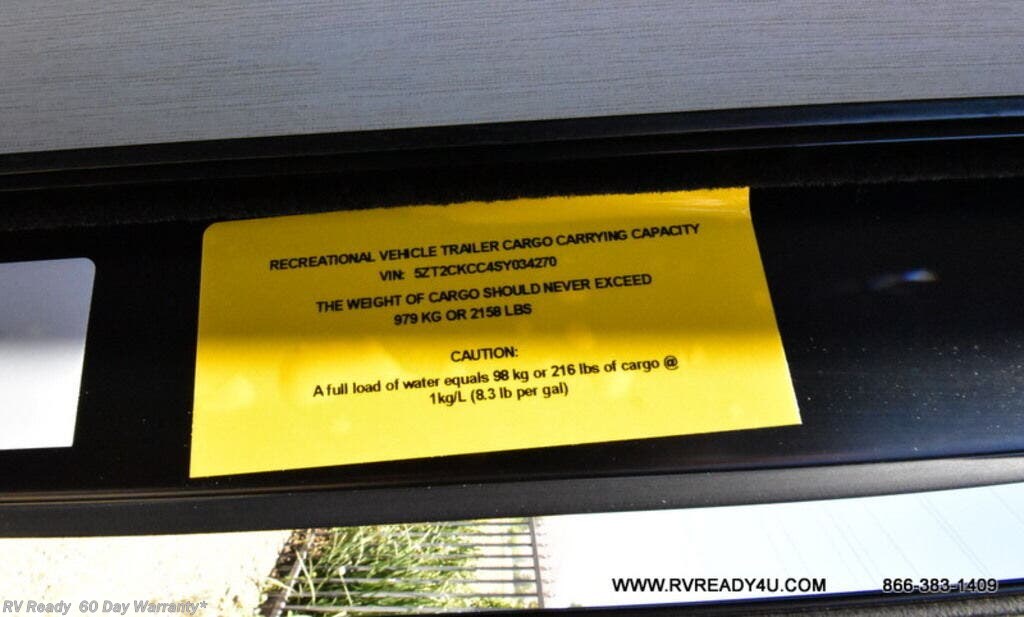 RECREATIONAL VEHICLE TRAILER CARGO CARRYING CAPACITY
VIN: 5ZT2CKCC4SY034270
THE WEIGHT OF CARGO SHOULD NEVER EXCEED
979 KG OR 2158 LBS
CAUTION:
A full load of water equals 98 kg or 216 lbs of cargo @
1kg/L (8.3 lb per gal)
WWW.RVREADY4U.COM 866-383-1409
RV Ready 60 Day Warranty*